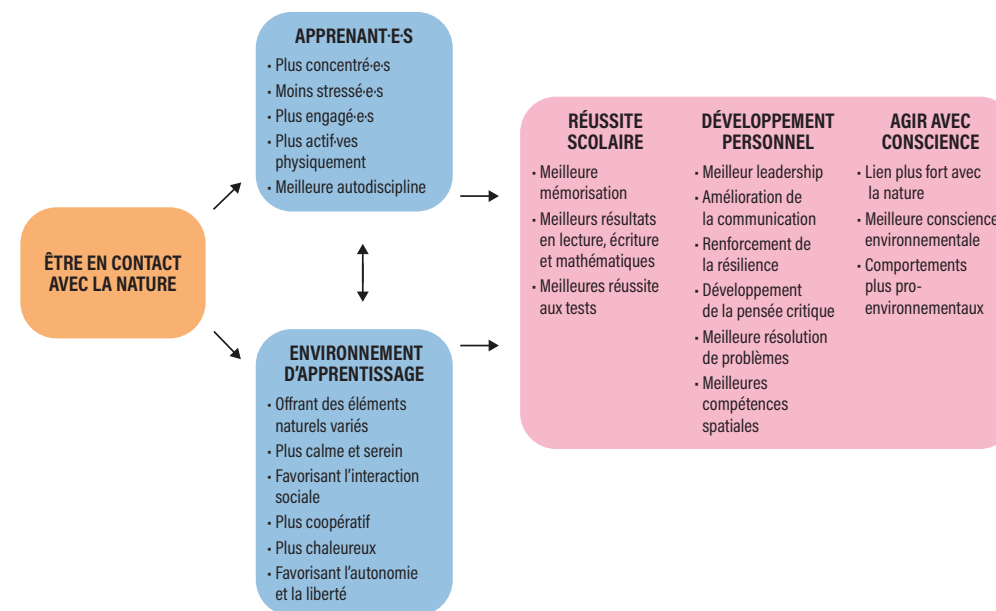 APPRENANT·E·S
• Plus concentré·e·s
• Moins stressé·e·s
• Plus engagé·e·s
• Plus actif·ves
physiquement
• Meilleure autodiscipline
ÊTRE EN CONTACT
AVEC LA NATURE
ENVIRONNEMENT
D'APPRENTISSAGE
• Offrant des éléments
naturels variés
• Plus calme et serein
• Favorisant l'interaction
sociale
• Plus coopératif
• Plus chaleureux
• Favorisant l'autonomie
et la liberté
RÉUSSITE
SCOLAIRE
• Meilleure
mémorisation
• Meilleurs résultats
en lecture, écriture
et mathématiques
• Meilleures réussite
aux tests
DÉVELOPPEMENT
PERSONNEL
• Meilleur leadership
• Amélioration de
la communication
• Renforcement de
la résilience
• Développement
de la pensée critique
• Meilleure résolution
de problèmes
• Meilleures
compétences
spatiales
AGIR AVEC
CONSCIENCE
• Lien plus fort avec
la nature
• Meilleure conscience
environnementale
• Comportements
plus pro-
environnementaux